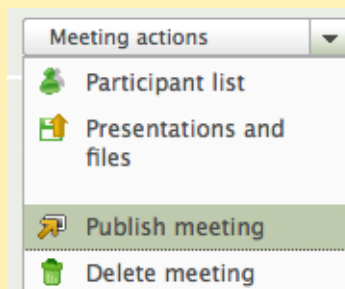 Meeting actions
Participant list
Presentations and
files
Publish meeting
Delete meeting